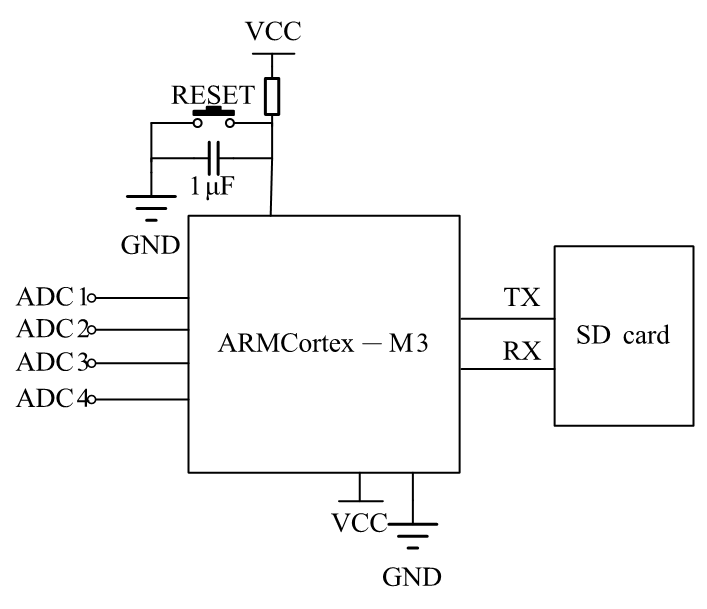 VCC
RESET
1 μF
GND
ADC 1
ADC 2
ADC 3
ADC 4
ARMCortex — M3
TX
RX
SD card
VCC
GND